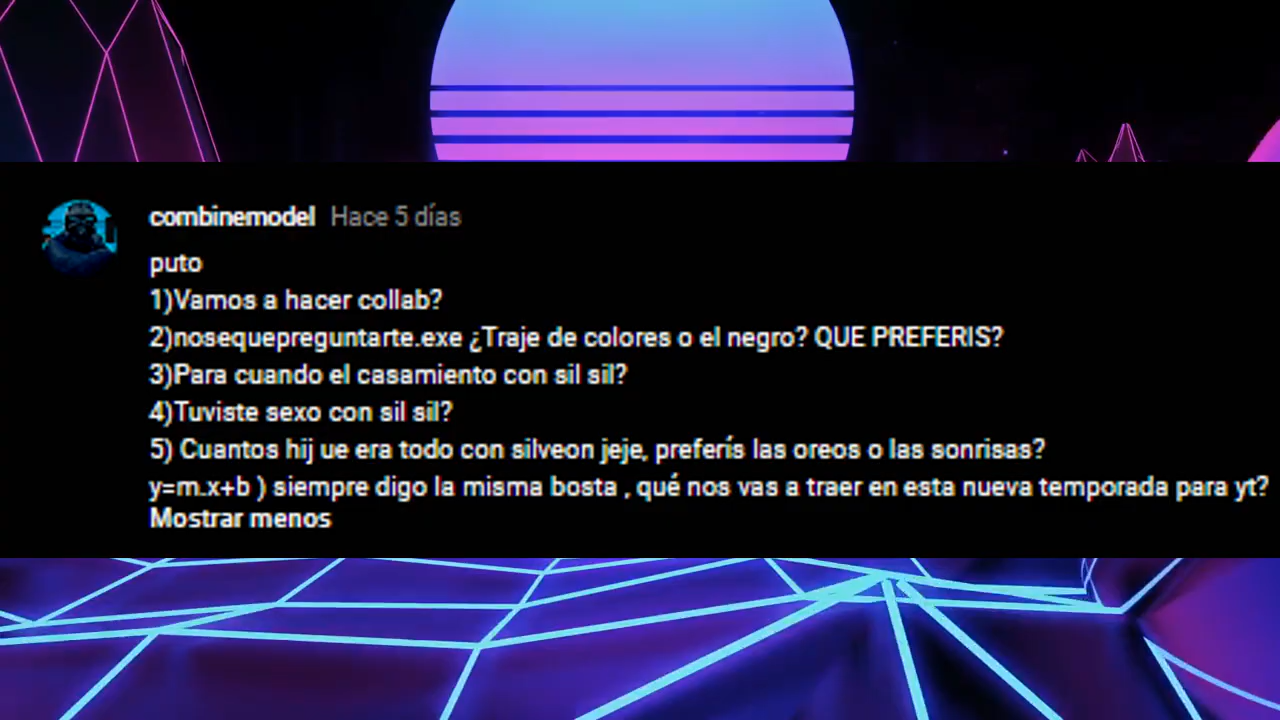 combinemodel Hace 5 días
puto
1)Vamos a hacer collab?
2)nosequepreguntarte.exe ¿Traje de colores o el negro? QUE PREFERIS?
3)Para cuando el casamiento con sil sil?
4)Tuviste sexo con sil sil?
5) Cuantos hij ue era todo con silveon jeje, preferís las oreos o las sonrisas?
y=m.x+b ) siempre digo la misma bosta , qué nos vas a traer en esta nueva temporada para yt?
Mostrar menos